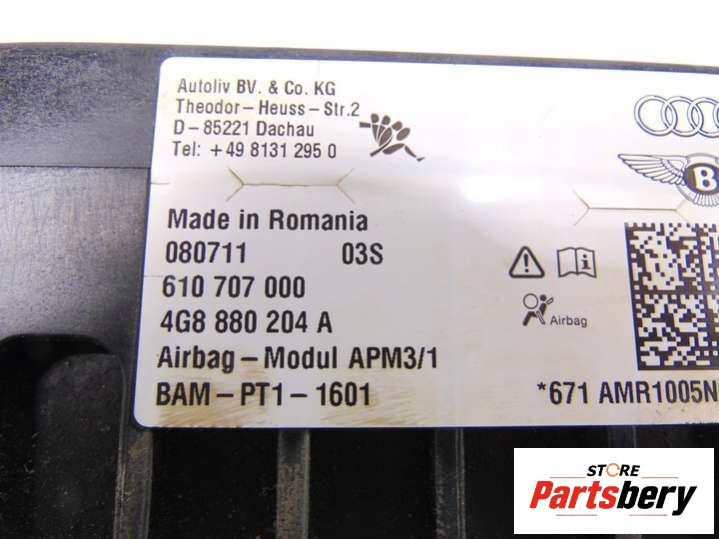 Autoliv BV. & Co. KG
Theodor-Heuss-Str.2
D-85221 Dachau
Tel: +49 8131 295 0
B
Made in Romania
080711 03S
610 707 000
4G8 880 204 A
Airbag-Modul APM3/1
BAM-PT1-1601
Airbag
*671 AMR1005N
STORE
Partsbery